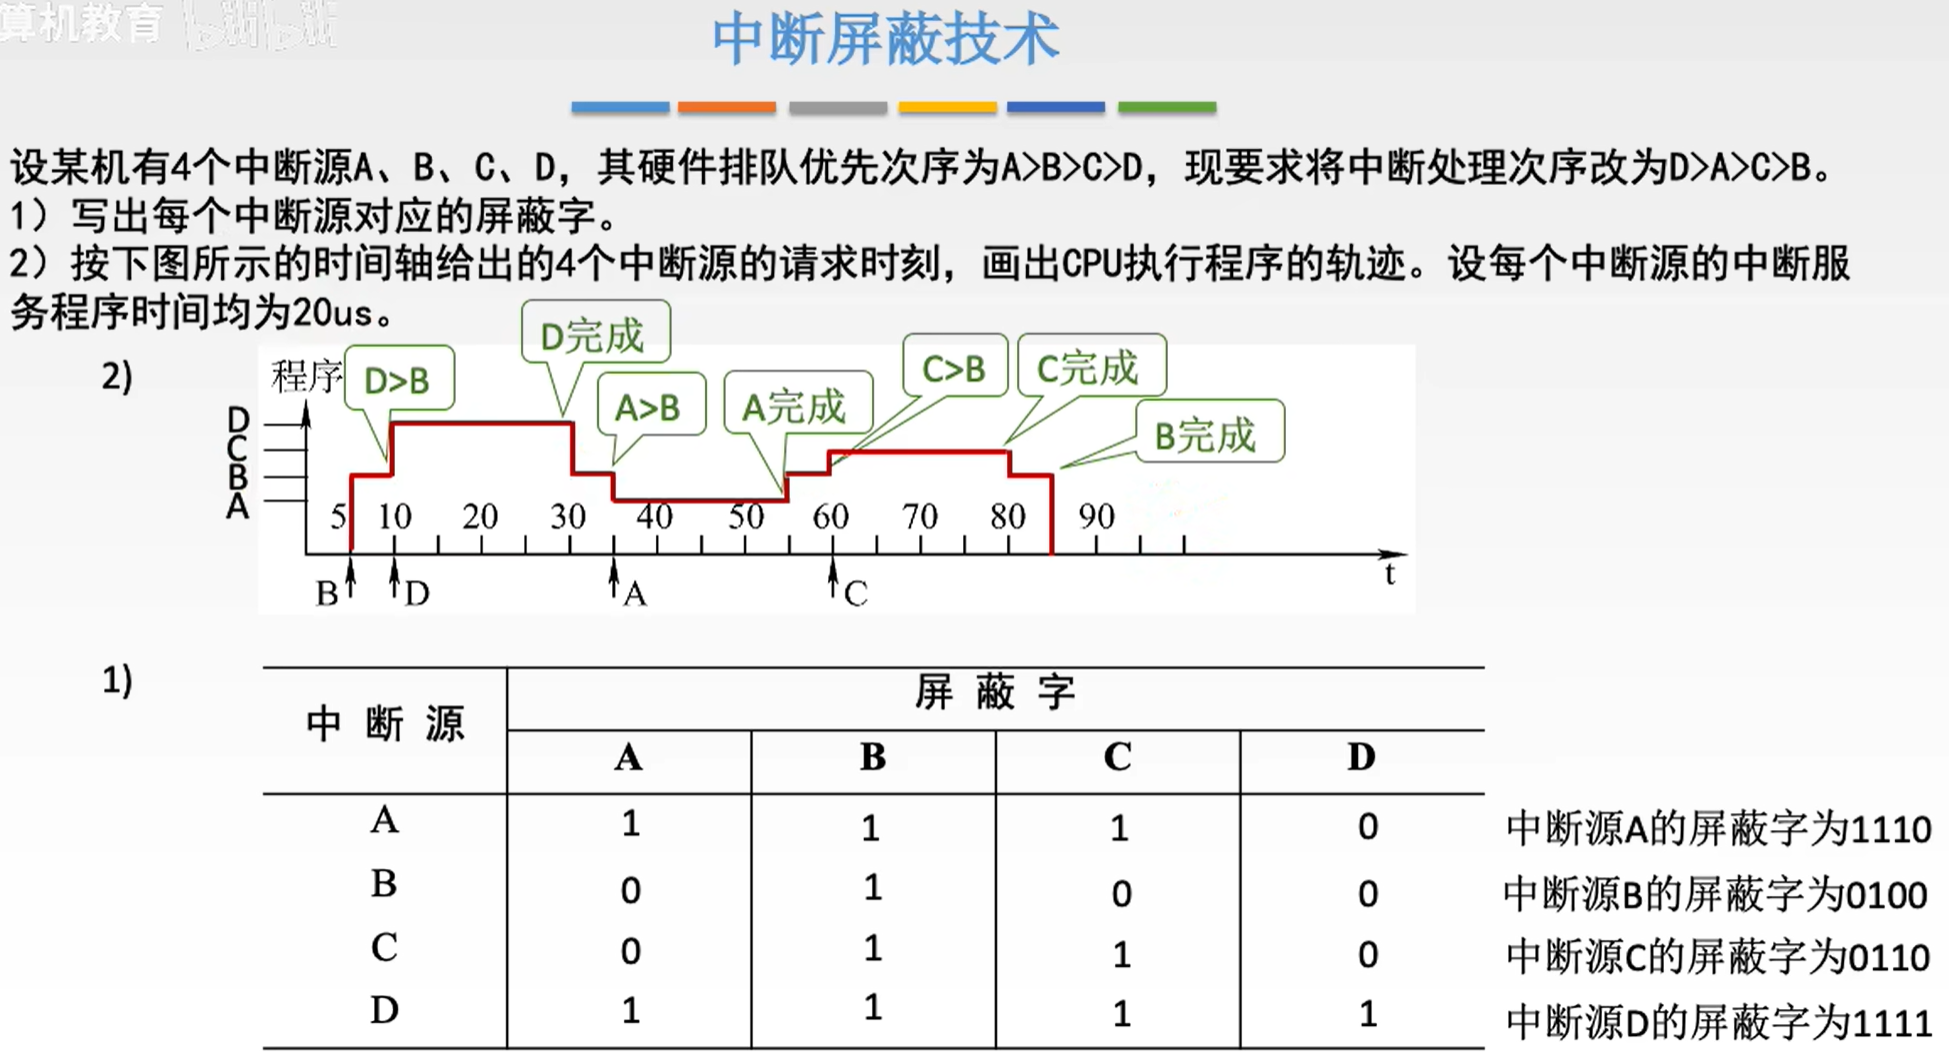 算机教育 bilibili
中断屏蔽技术
设某机有4个中断源A、B、C、D，其硬件排队优先次序为A>B>C>D，现要求将中断处理次序改为D>A>C>B。
1）写出每个中断源对应的屏蔽字。
2）按下图所示的时间轴给出的4个中断源的请求时刻，画出CPU执行程序的轨迹。设每个中断源的中断服
务程序时间均为20us。
2)
程序
D>B
D完成
A>B
A完成
C>B
C完成
B完成
D
C
B
A
5 10 20 30 40 50 60 70 80 90
t
B D A C
1)
中 断 源 屏 蔽 字
A B C D
A 1 1 1 0 中断源A的屏蔽字为1110
B 0 1 0 0 中断源B的屏蔽字为0100
C 0 1 1 0 中断源C的屏蔽字为0110
D 1 1 1 1 中断源D的屏蔽字为1111